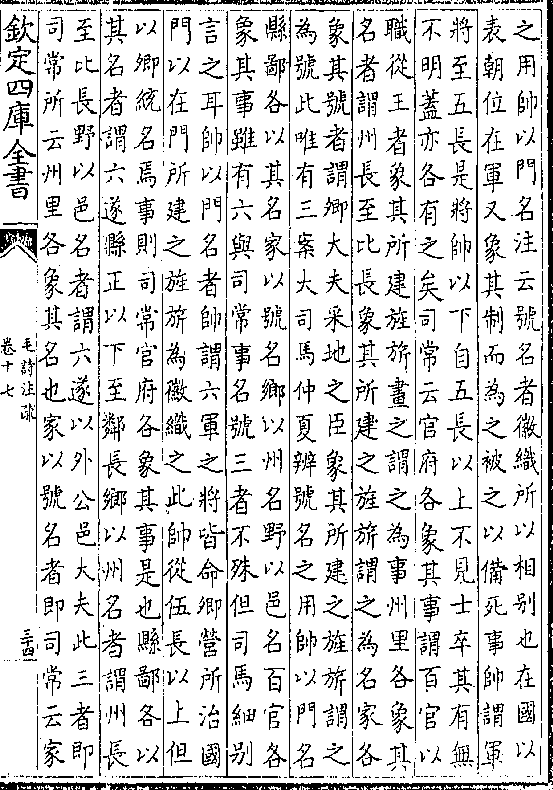 之用帥以門名注云號名者徽織所以相别也在國以
表朝位在軍又象其制而為之被之以備死事帥謂軍
將至五長是將帥以下自五長以上不見士卒其有無
不明蓋亦各有之矣司常云官府各象其事謂百官以
職從王者象其所建旌旂畫之謂之為事州里各象其
名者謂州長至比長象其所建之旌旂謂之為名家各
象其號者謂卿大夫采地之臣象其所建之旌旂謂之
為號此唯有三案大司馬仲夏辨號名之用帥以門名
縣鄙各以其名家以號名鄉以州名野以邑名百官各
象其事雖有六與司常事名號三者不殊但司馬細别
言之耳帥以門名者帥謂六軍之將皆命卿營所治國
門以在門所建之旌旂為徽織之此帥從伍長以上但
以卿統名焉事則司常官府各象其事是也縣鄙各以
其名者謂六遂縣正以下至鄰長鄉以州名者謂州長
至比長野以邑名者謂六遂以外公邑大夫此三者即
司常所云州里各象其名也家以號名者即司常云家
欽定四庫全書
毛詩注疏
卷十七
三十四